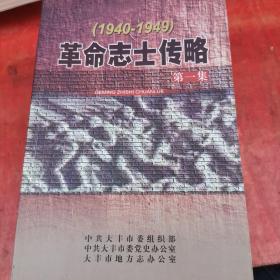 (1940-1949)
革命志士传略
第一集
GEMING ZHISHI ZHUANLUE
中共大丰市委组织部
中共大丰市委党史办公室
大丰市地方志办公室